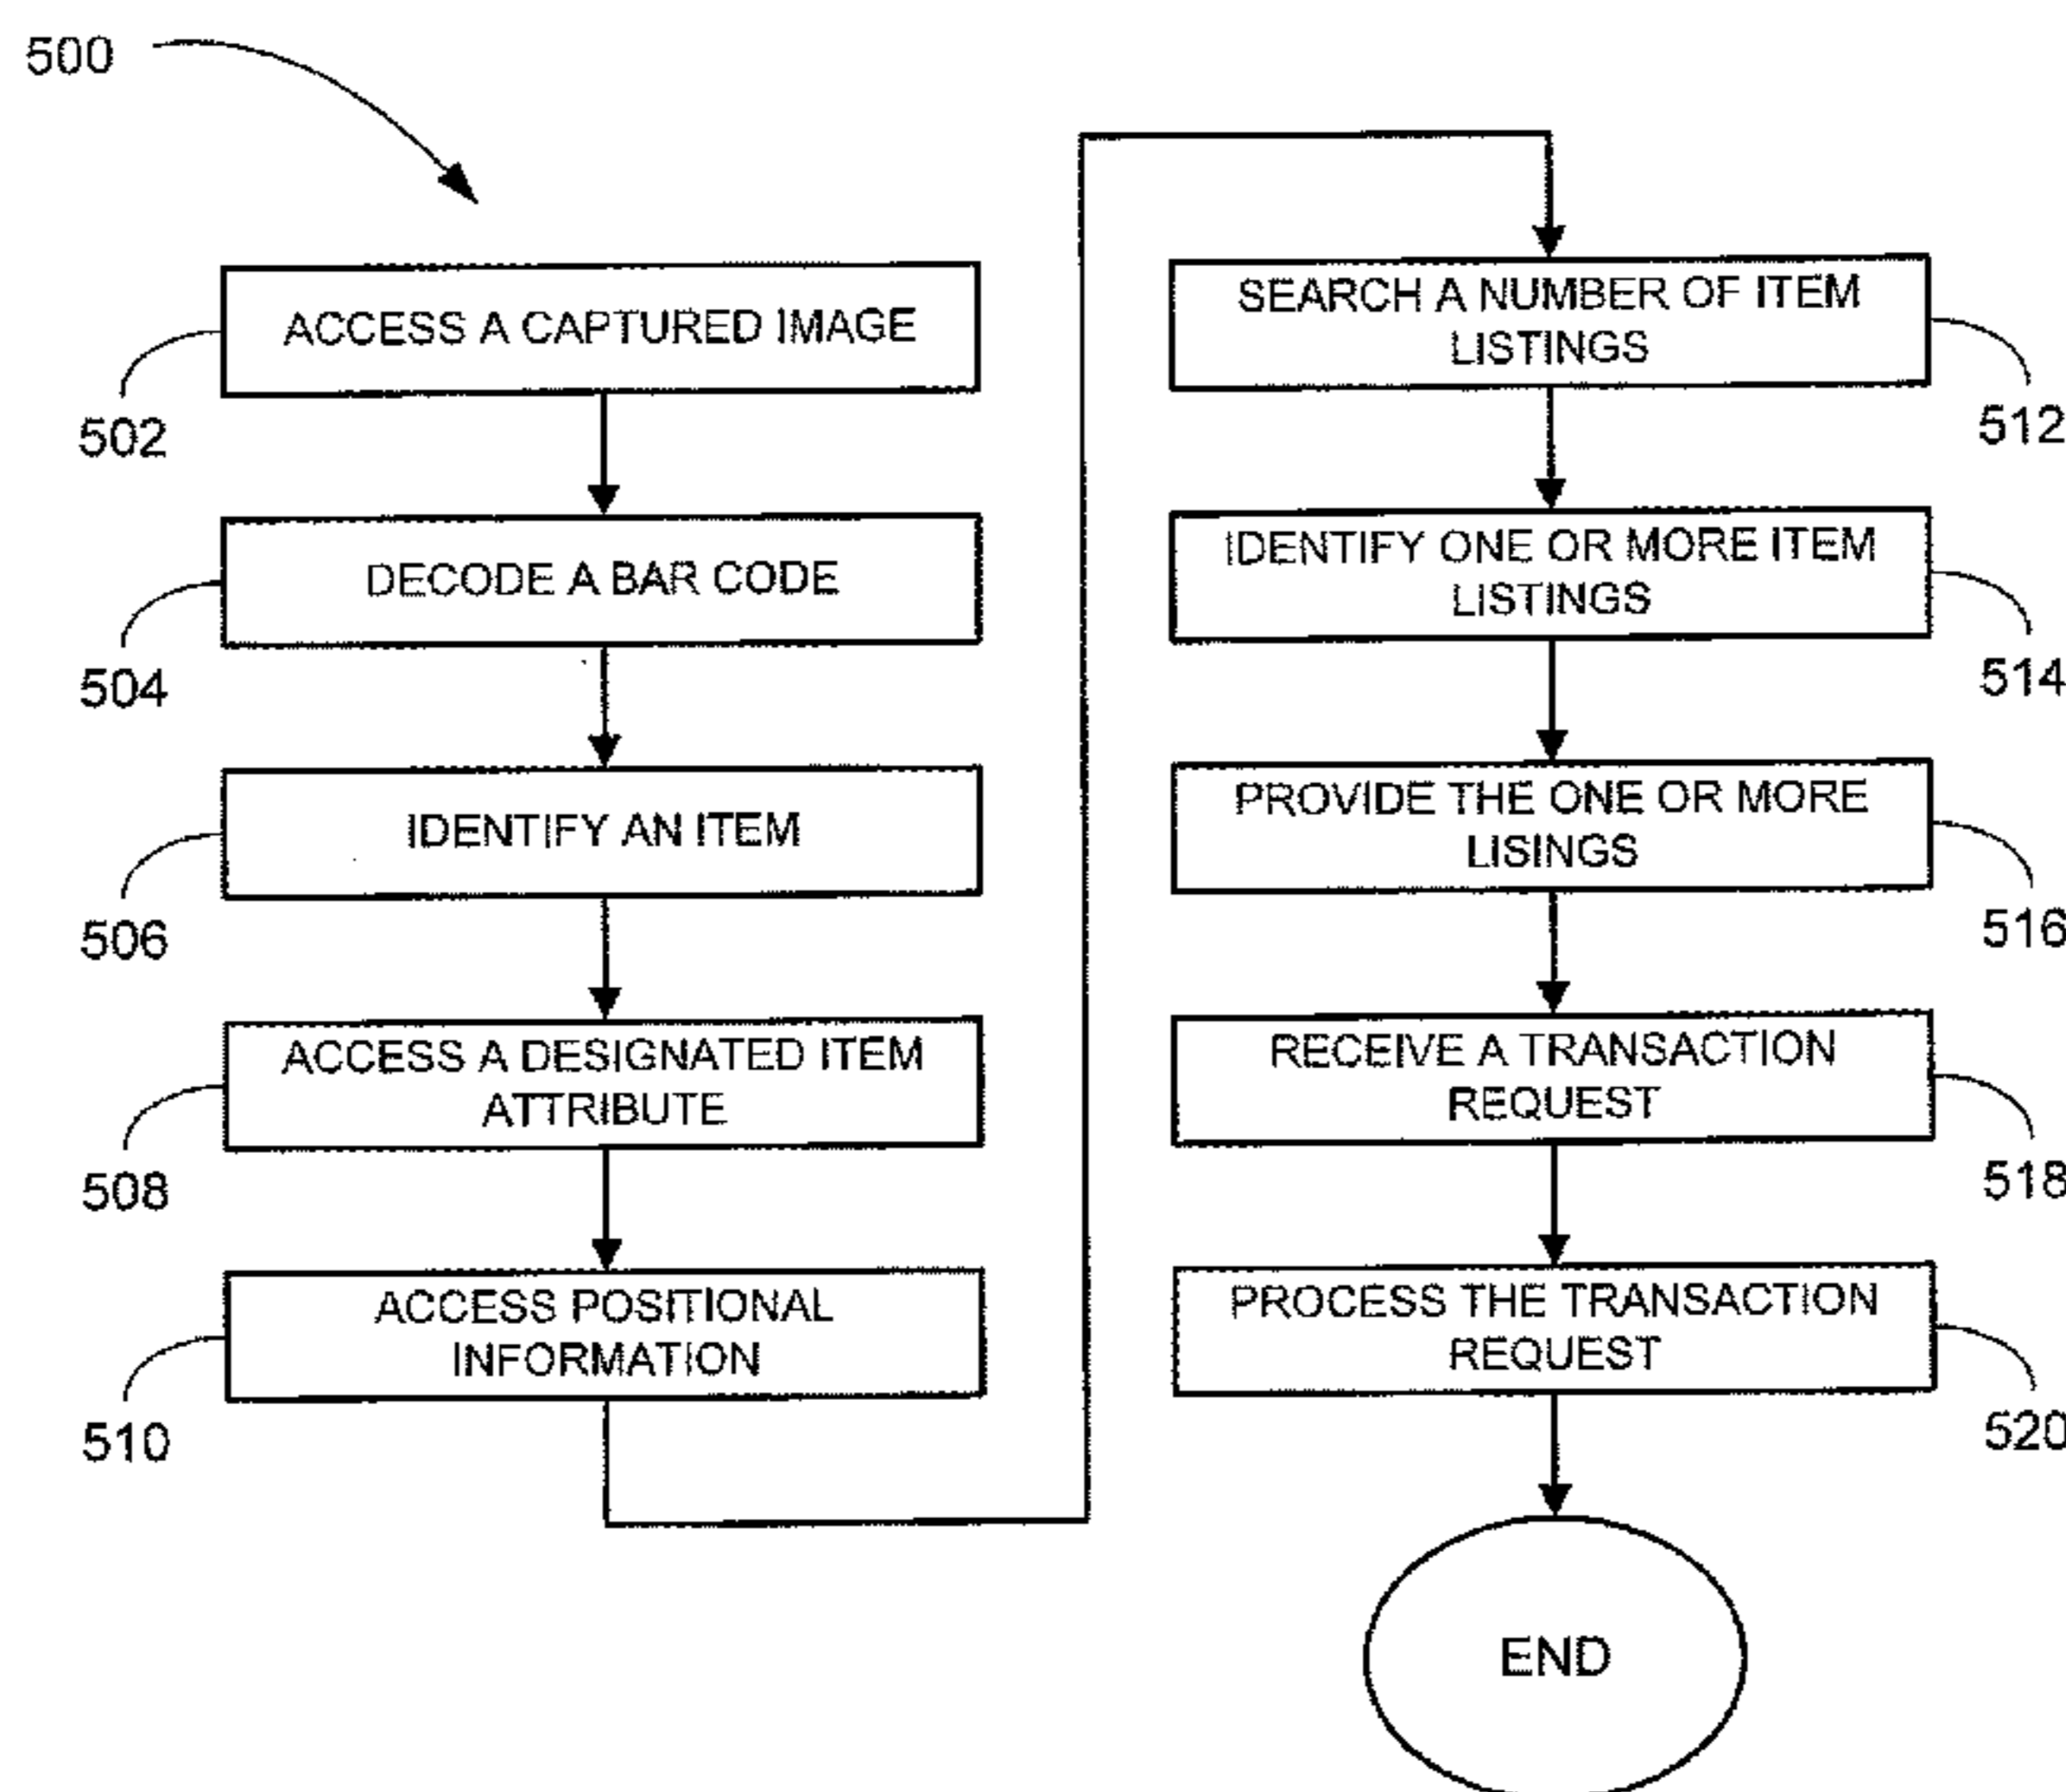 500
ACCESS A CAPTURED IMAGE
502
DECODE A BAR CODE
504
IDENTIFY AN ITEM
506
ACCESS A DESIGNATED ITEM
ATTRIBUTE
508
ACCESS POSITIONAL
INFORMATION
510
SEARCH A NUMBER OF ITEM
LISTINGS
512
IDENTIFY ONE OR MORE ITEM
LISTINGS
514
PROVIDE THE ONE OR MORE
LISINGS
516
RECEIVE A TRANSACTION
REQUEST
518
PROCESS THE TRANSACTION
REQUEST
520
END